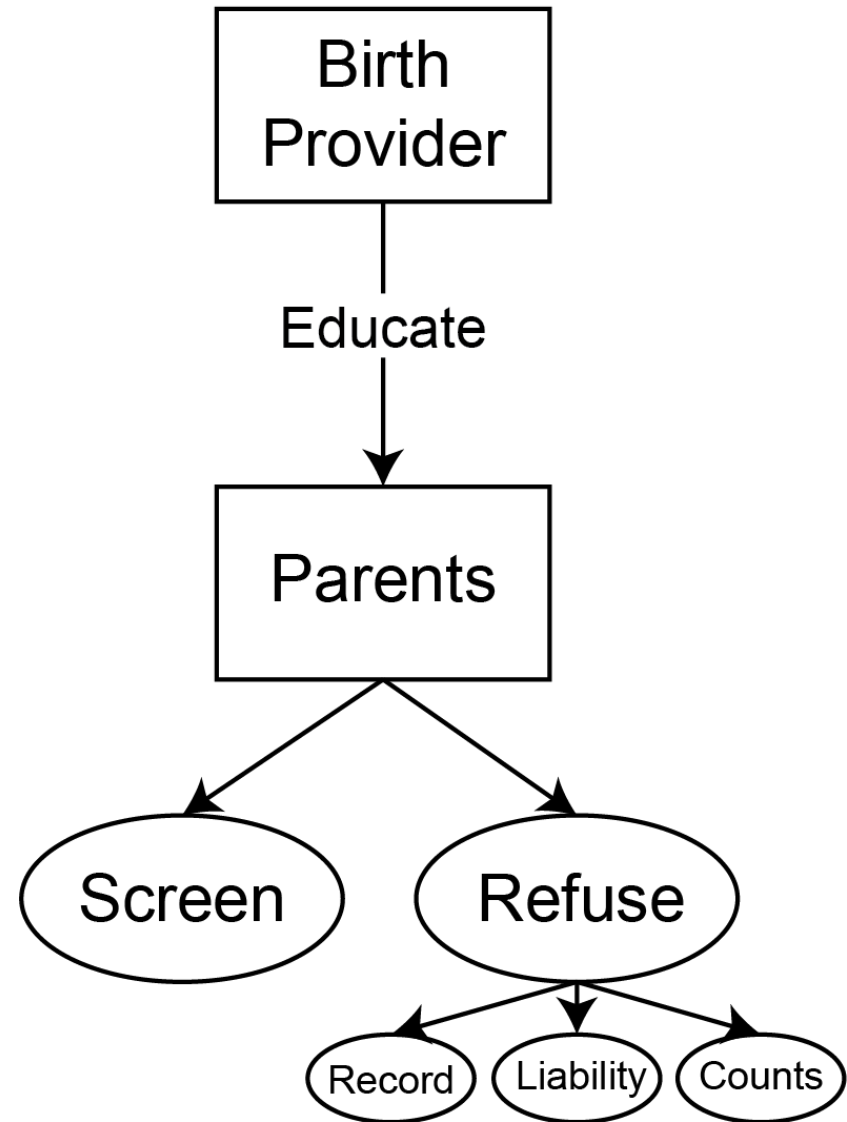 Birth
Provider
Educate
Parents
Screen
Refuse
Record
Liability
Counts